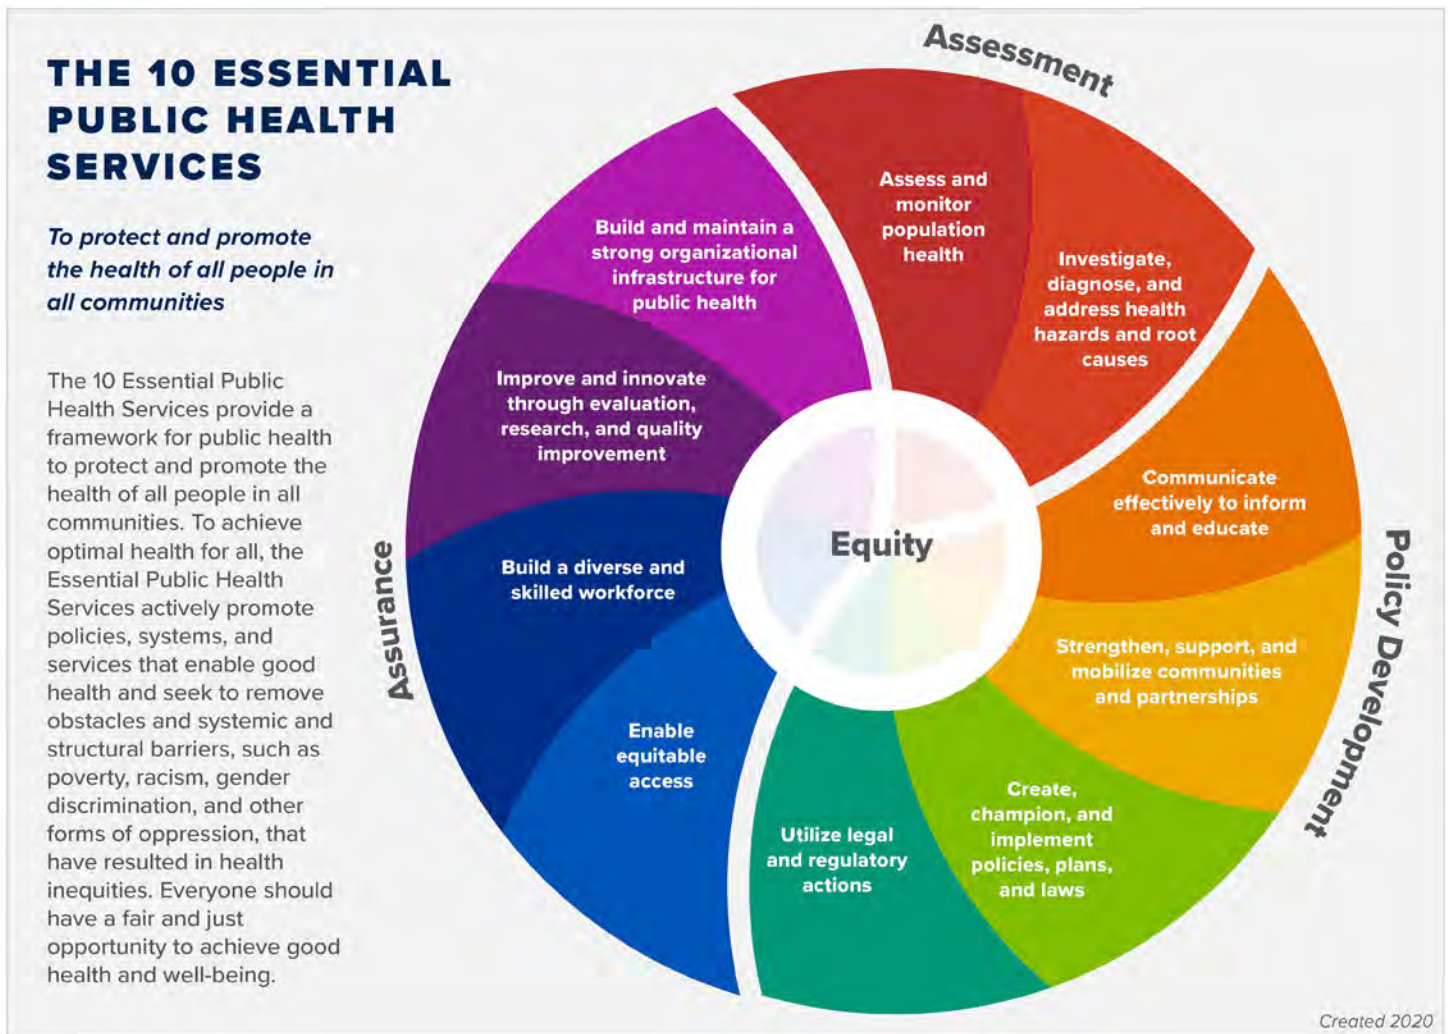 THE 10 ESSENTIAL
PUBLIC HEALTH
SERVICES
To protect and promote
the health of all people in
all communities
The 10 Essential Public
Health Services provide a
framework for public health
to protect and promote the
health of all people in all
communities. To achieve
optimal health for all, the
Essential Public Health
Services actively promote
policies, systems, and
services that enable good
health and seek to remove
obstacles and systemic and
structural barriers, such as
poverty, racism, gender
discrimination, and other
forms of oppression, that
have resulted in health
inequities. Everyone should
have a fair and just
opportunity to achieve good
health and well-being.
Assessment
Assess and
monitor
population
health
Investigate,
diagnose, and
address health
hazards and root
causes
Policy Development
Communicate
effectively to inform
and educate
Strengthen, support, and
mobilize communities
and partnerships
Create,
champion, and
implement
policies, plans,
and laws
Utilize legal
and regulatory
actions
Assurance
Enable
equitable
access
Build a diverse and
skilled workforce
Improve and innovate
through evaluation,
research, and quality
improvement
Build and maintain a
strong organizational
infrastructure for
public health
Equity
Created 2020